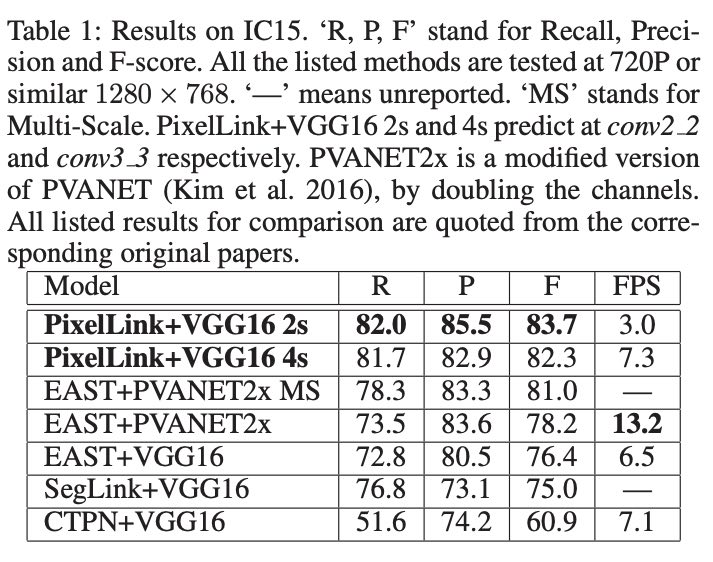 Table 1: Results on IC15. ‘R, P, F’ stand for Recall, Preci-
sion and F-score. All the listed methods are tested at 720P or
similar 1280 × 768. ‘—’ means unreported. ‘MS’ stands for
Multi-Scale. PixelLink+VGG16 2s and 4s predict at conv2_2
and conv3_3 respectively. PVANET2x is a modified version
of PVANET (Kim et al. 2016), by doubling the channels.
All listed results for comparison are quoted from the corre-
sponding original papers.
Model R P F FPS
PixelLink+VGG16 2s 82.0 85.5 83.7 3.0
PixelLink+VGG16 4s 81.7 82.9 82.3 7.3
EAST+PVANET2x MS 78.3 83.3 81.0 —
EAST+PVANET2x 73.5 83.6 78.2 13.2
EAST+VGG16 72.8 80.5 76.4 6.5
SegLink+VGG16 76.8 73.1 75.0 —
CTPN+VGG16 51.6 74.2 60.9 7.1